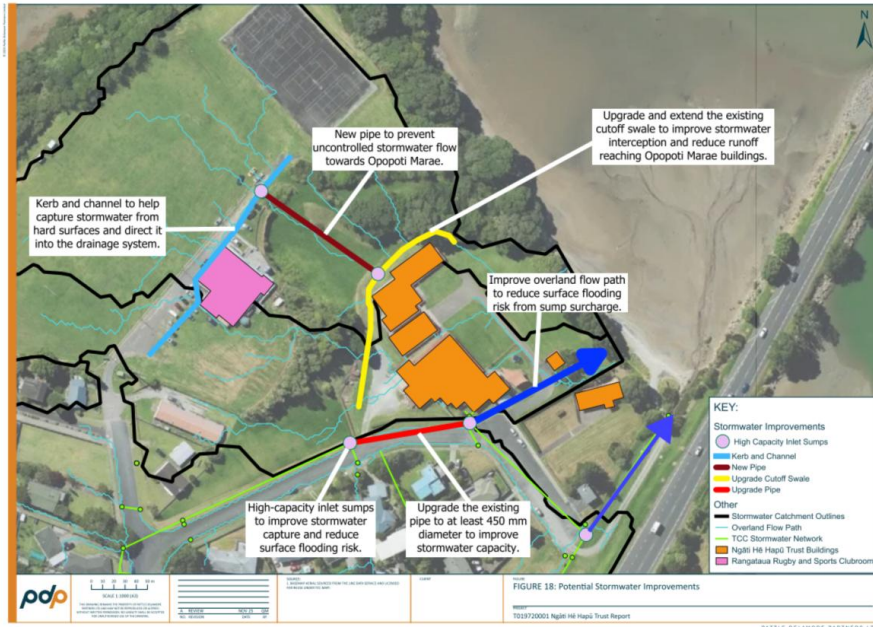 N
New pipe to prevent
uncontrolled stormwater flow
towards Opopoti Marae.
Upgrade and extend the existing
cutoff swale to improve stormwater
interception and reduce runoff
reaching Opopoti Marae buildings.
Kerb and channel to help
capture stormwater from
hard surfaces and direct it
into the drainage system.
Improve overland flow path
to reduce surface flooding
risk from sump surcharge.
High-capacity inlet sumps
to improve stormwater
capture and reduce
surface flooding risk.
Upgrade the existing
pipe to at least 450 mm
diameter to improve
stormwater capacity.
KEY:
Stormwater Improvements
High Capacity Inlet Sumps
Kerb and Channel
New Pipe
Upgrade Cutoff Swale
Upgrade Pipe
Other
Stormwater Catchment Outlines
Overland Flow Path
TCC Stormwater Network
Ngāti Hē Hapū Trust Buildings
Rangataua Rugby and Sports Clubroom
pdp
FIGURE 18: Potential Stormwater Improvements
PROJECT
T019720001 Ngāti Hē Hapū Trust Report